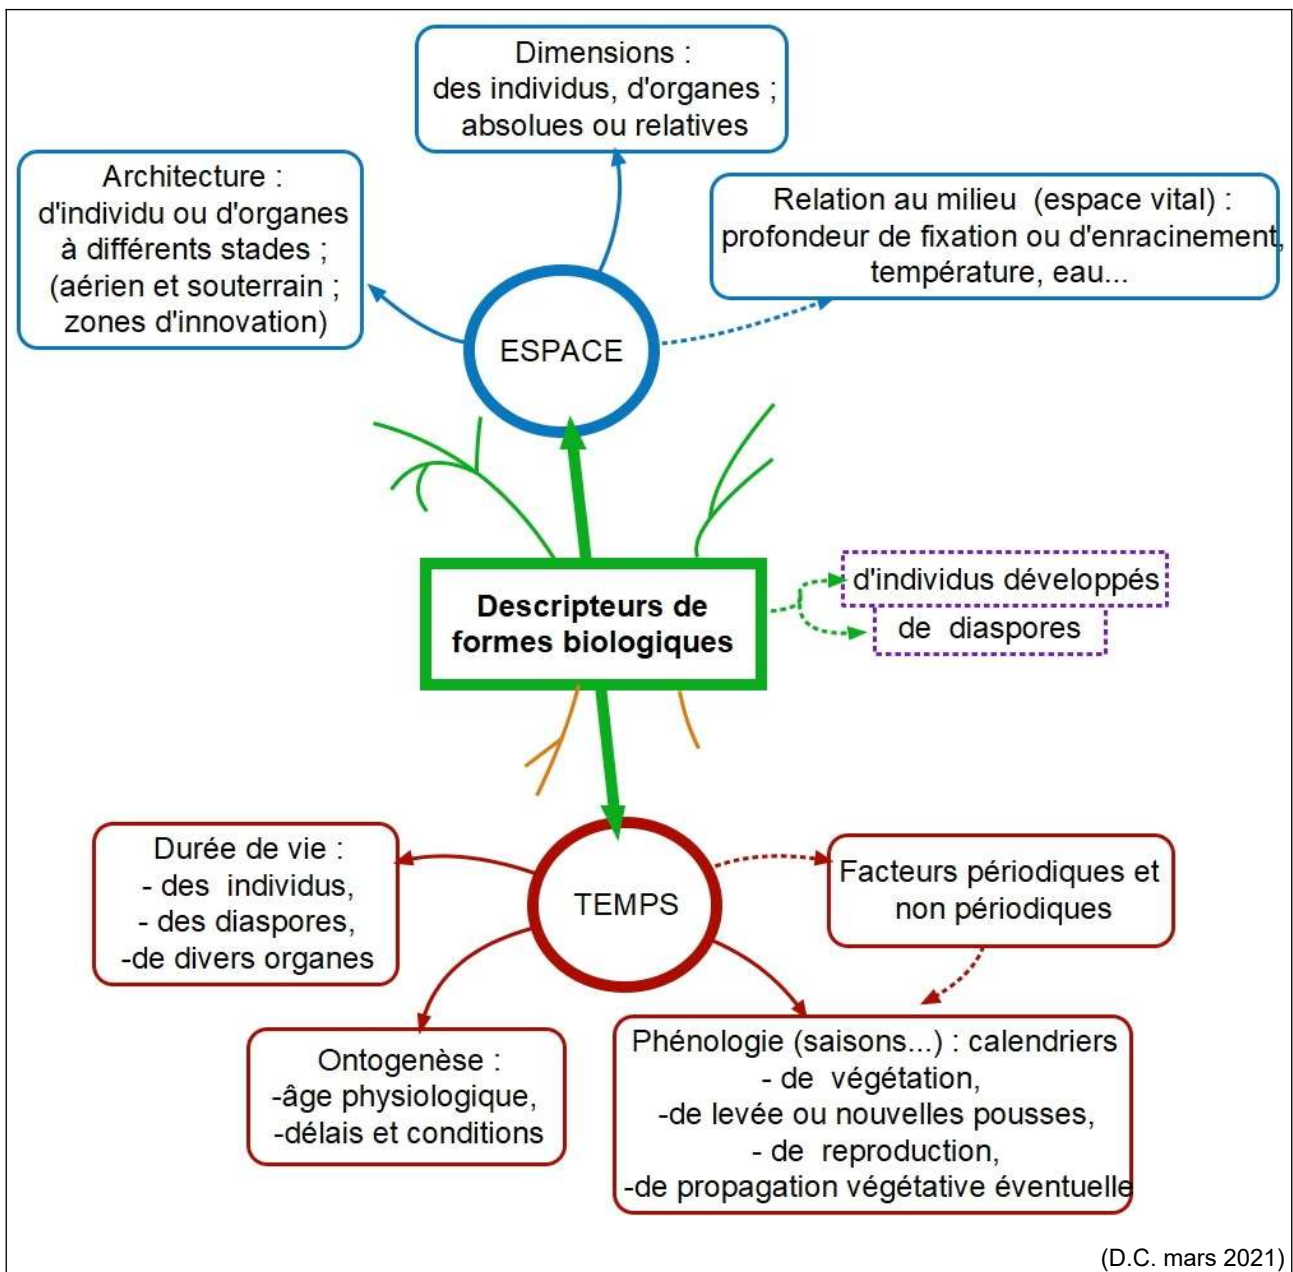 Dimensions :
des individus, d'organes ;
absolues ou relatives
Architecture :
d'individu ou d'organes
à différents stades ;
(aérien et souterrain ;
zones d'innovation)
Relation au milieu (espace vital) :
profondeur de fixation ou d'enracinement,
température, eau...
ESPACE
Descripteurs de
formes biologiques
d'individus développés
de diaspores
Durée de vie :
- des individus,
- des diaspores,
-de divers organes
TEMPS
Facteurs périodiques et
non périodiques
Ontogenèse :
-âge physiologique,
-délais et conditions
Phénologie (saisons...) : calendriers
- de végétation,
-de levée ou nouvelles pousses,
- de reproduction,
-de propagation végétative éventuelle
(D.C. mars 2021)